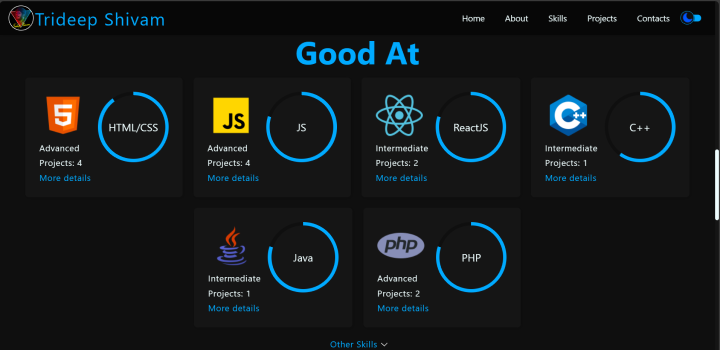 Trideep Shivam
Home About Skills Projects Contacts
Good At
5
HTML/CSS
Advanced
Projects: 4
More details
JS
JS
Advanced
Projects: 4
More details
ReactJS
Intermediate
Projects: 2
More details
C++
C++
Intermediate
Projects: 1
More details
Java
Intermediate
Projects: 1
More details
php
PHP
Advanced
Projects: 2
More details
Other Skills